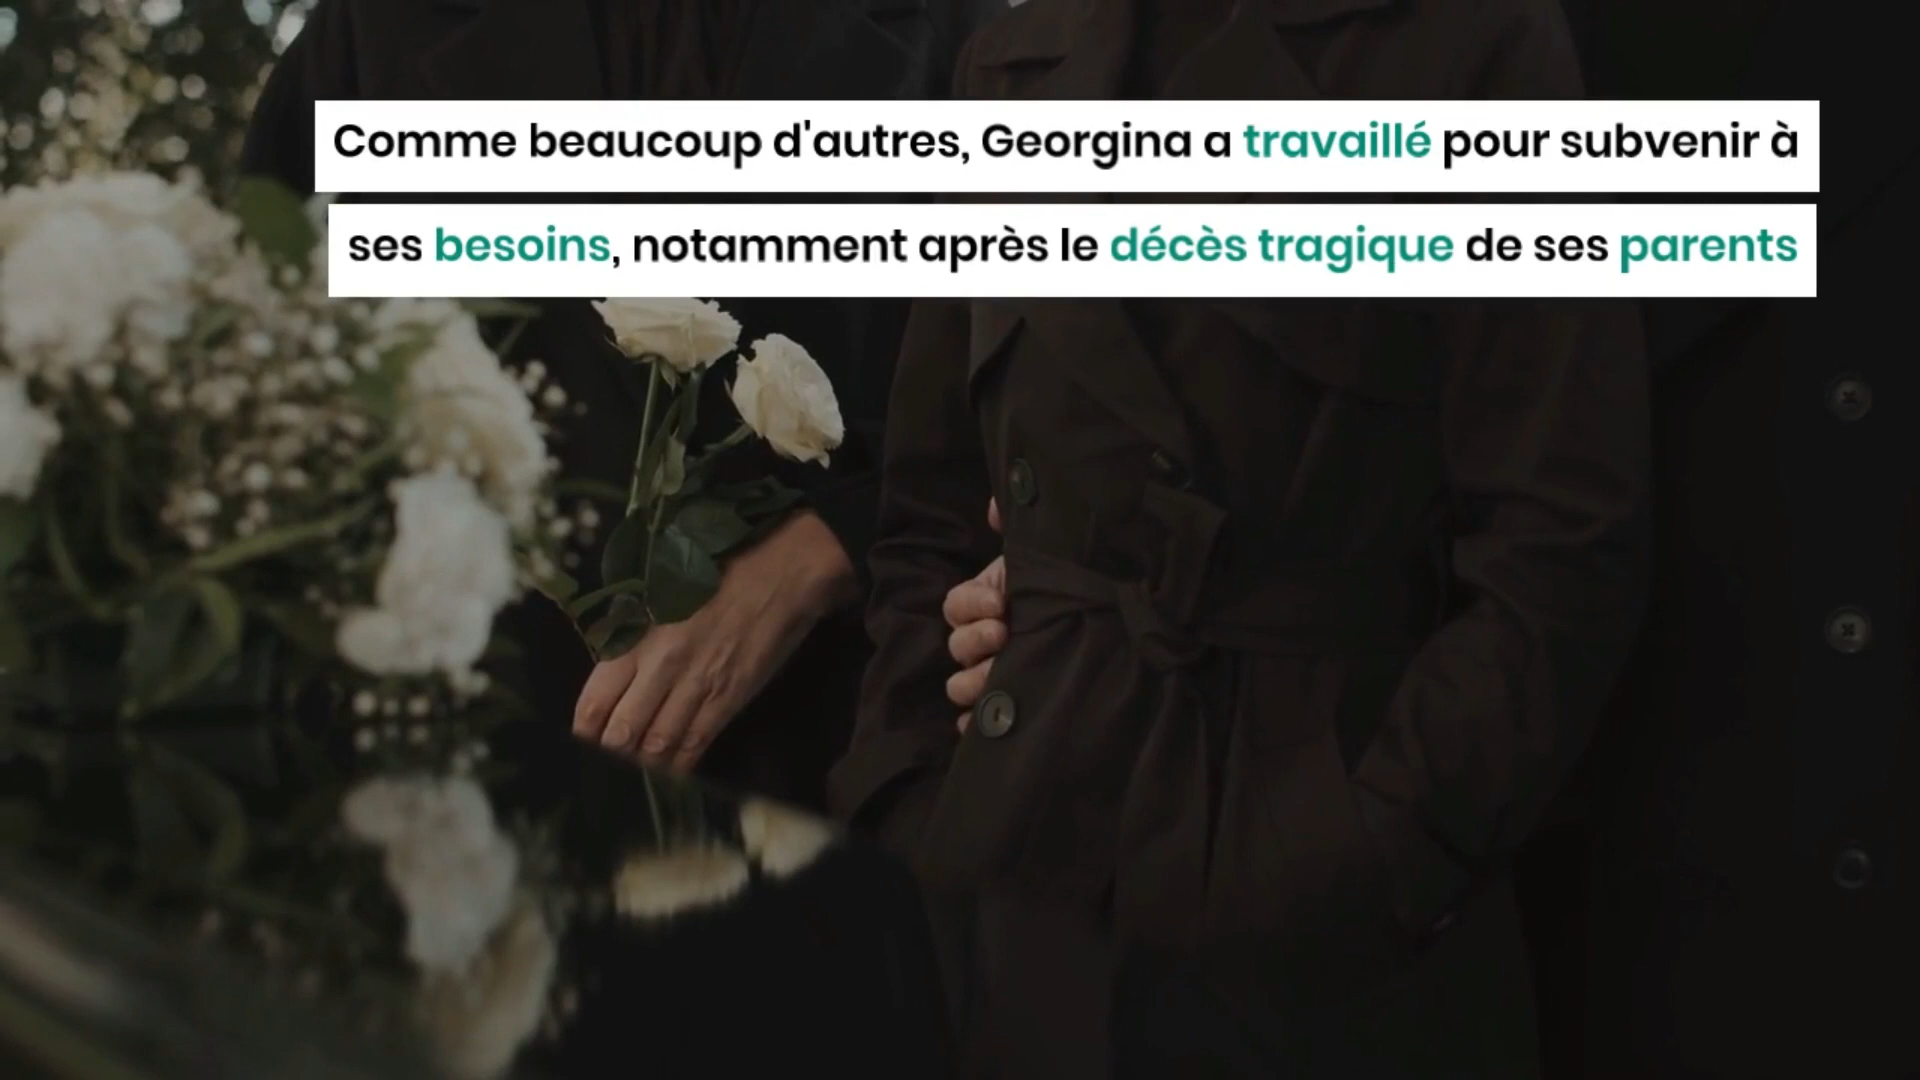 Comme beaucoup d'autres, Georgina a travaillé pour subvenir à
ses besoins, notamment après le décès tragique de ses parents